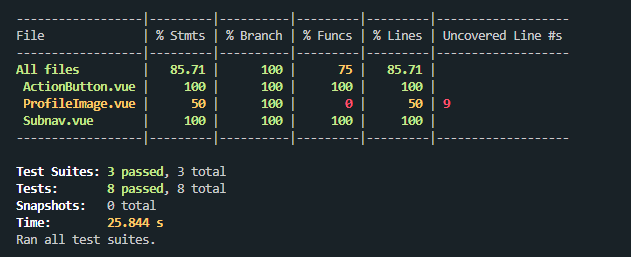 -----------------|---------|----------|---------|---------|-------------------
File             | % Stmts | % Branch | % Funcs | % Lines | Uncovered Line #s
-----------------|---------|----------|---------|---------|-------------------
All files        |   85.71 |      100 |      75 |   85.71 |
 ActionButton.vue |     100 |      100 |     100 |     100 |
 ProfileImage.vue |      50 |      100 |       0 |      50 | 9
 Subnav.vue      |     100 |      100 |     100 |     100 |
-----------------|---------|----------|---------|---------|-------------------
Test Suites: 3 passed, 3 total
Tests:       8 passed, 8 total
Snapshots:   0 total
Time:        25.844 s
Ran all test suites.